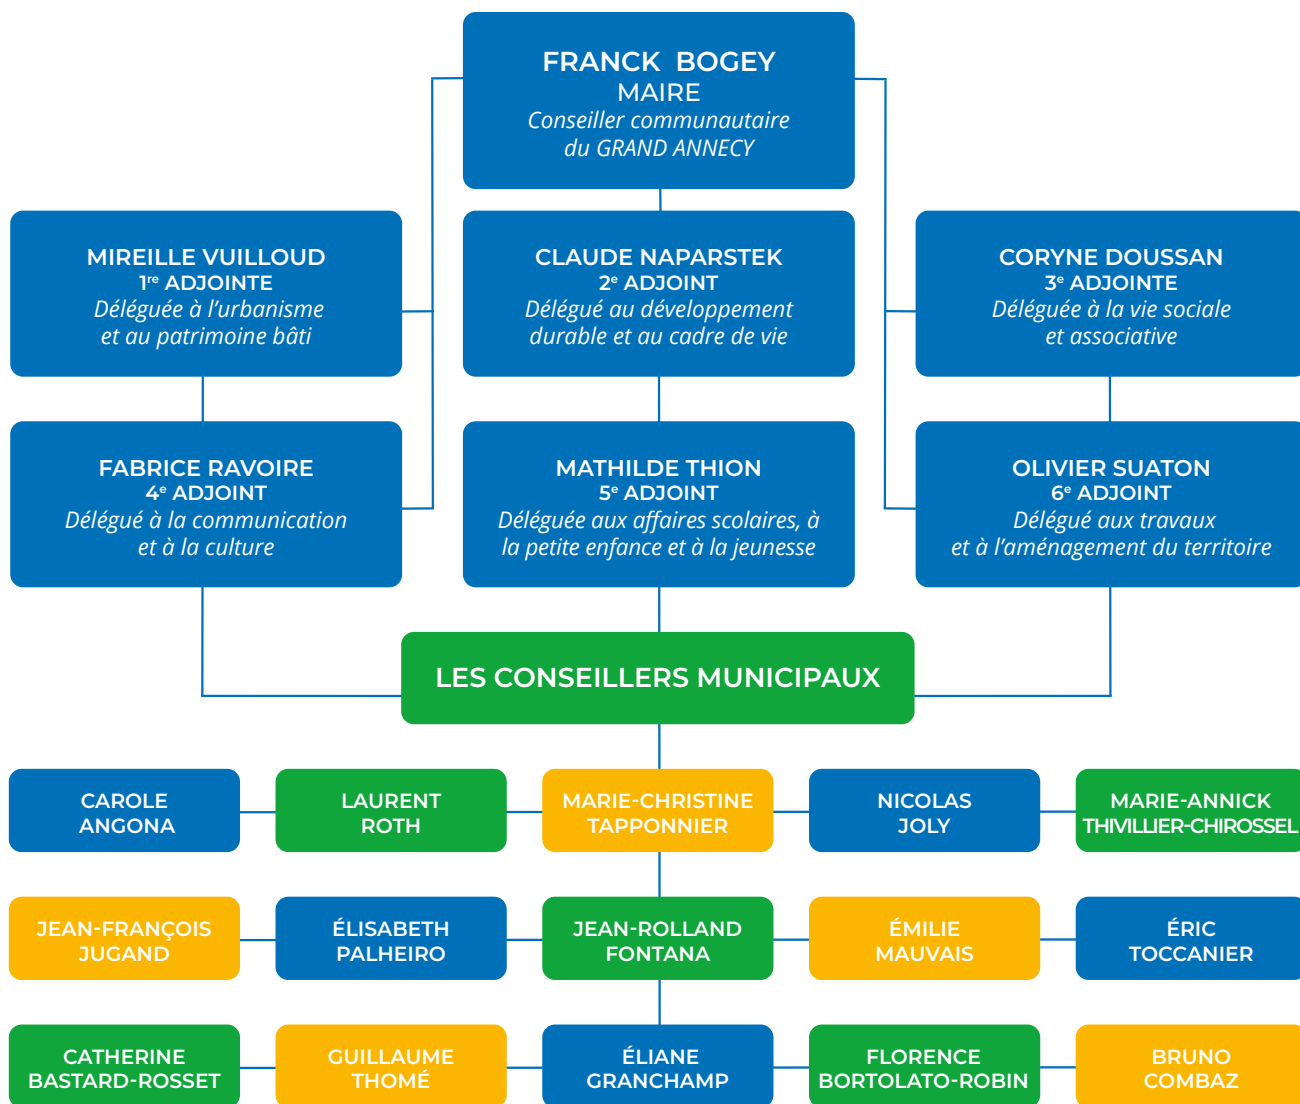 FRANCK BOGEY
MAIRE
Conseiller communautaire
du GRAND ANNECY
MIREILLE VUILLOUD
1re ADJOINTE
Déléguée à l’urbanisme
et au patrimoine bâti
CLAUDE NAPARSTEK
2e ADJOINT
Délégué au développement
durable et au cadre de vie
CORYNE DOUSSAN
3e ADJOINTE
Déléguée à la vie sociale
et associative
FABRICE RAVOIRE
4e ADJOINT
Délégué à la communication
et à la culture
MATHILDE THION
5e ADJOINT
Déléguée aux affaires scolaires, à
la petite enfance et à la jeunesse
OLIVIER SUATON
6e ADJOINT
Délégué aux travaux
et à l’aménagement du territoire
LES CONSEILLERS MUNICIPAUX
CAROLE
ANGONA
LAURENT
ROTH
MARIE-CHRISTINE
TAPPONNIER
NICOLAS
JOLY
MARIE-ANNICK
THIVILLIER-CHIROSSEL
JEAN-FRANÇOIS
JUGAND
ÉLISABETH
PALHEIRO
JEAN-ROLLAND
FONTANA
ÉMILIE
MAUVAIS
ÉRIC
TOCCANIER
CATHERINE
BASTARD-ROSSET
GUILLAUME
THOMÉ
ÉLIANE
GRANCHAMP
FLORENCE
BORTOLATO-ROBIN
BRUNO
COMBAZ